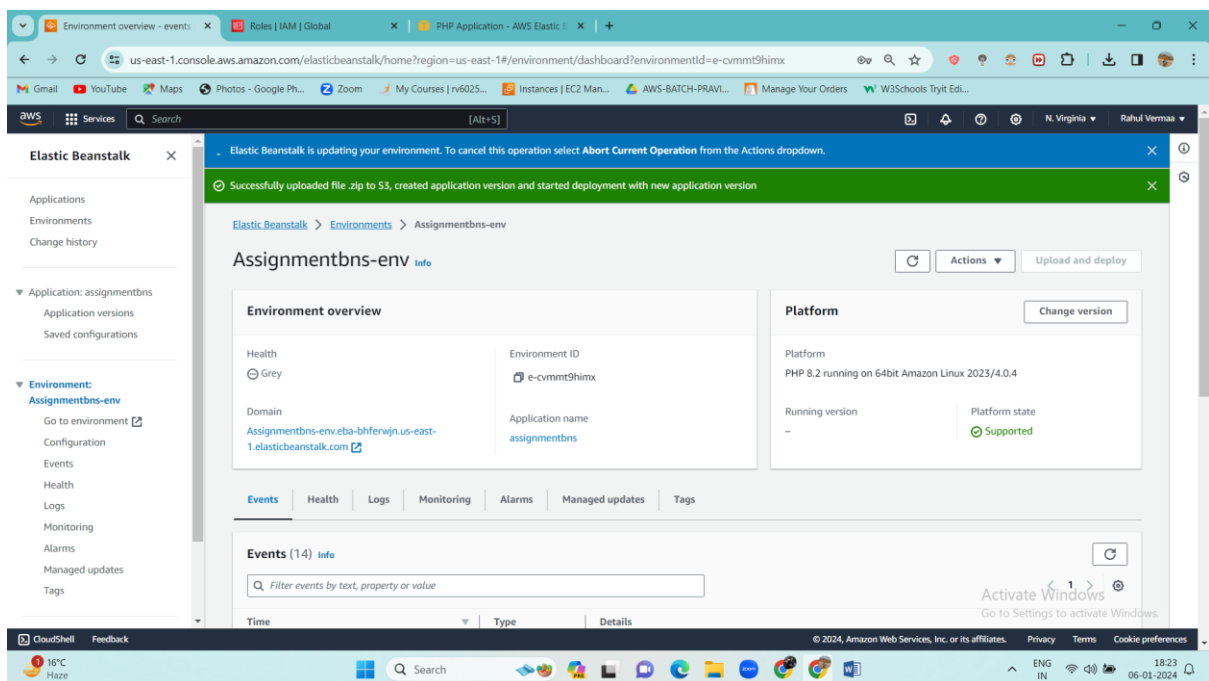 Environment overview - events
Roles | IAM | Global
PHP Application - AWS Elastic B
us-east-1.console.aws.amazon.com/elasticbeanstalk/home?region=us-east-1#/environment/dashboard?environmentId=e-cvmmt9himx
Gmail YouTube Maps Photos - Google Ph... Zoom My Courses | rv6025... Instances | EC2 Man... AWS-BATCH-PRAVI... Manage Your Orders W3Schools Tryit Edi...
aws Services Search [Alt+S] N. Virginia Rahul Vermaa
Elastic Beanstalk
Applications
Environments
Change history
Application: assignmentbns
Application versions
Saved configurations
Environment:
Assignmentbns-env
Go to environment
Configuration
Events
Health
Logs
Monitoring
Alarms
Managed updates
Tags
Elastic Beanstalk is updating your environment. To cancel this operation select Abort Current Operation from the Actions dropdown.
Successfully uploaded file .zip to S3, created application version and started deployment with new application version
Elastic Beanstalk > Environments > Assignmentbns-env
Assignmentbns-env Info
Actions Upload and deploy
Environment overview
Health
Grey
Domain
Assignmentbns-env.eba-bhferwjn.us-east-
1.elasticbeanstalk.com
Environment ID
e-cvmmt9himx
Application name
assignmentbns
Platform Change version
Platform
PHP 8.2 running on 64bit Amazon Linux 2023/4.0.4
Running version Platform state
– Supported
Events Health Logs Monitoring Alarms Managed updates Tags
Events (14) Info
Filter events by text, property or value
1
Time Type Details
Activate Windows
Go to Settings to activate Windows.
CloudShell Feedback © 2024, Amazon Web Services, Inc. or its affiliates. Privacy Terms Cookie preferences
1 16°C
Haze
Search
PRE
zoom
ENG
IN
18:23
06-01-2024